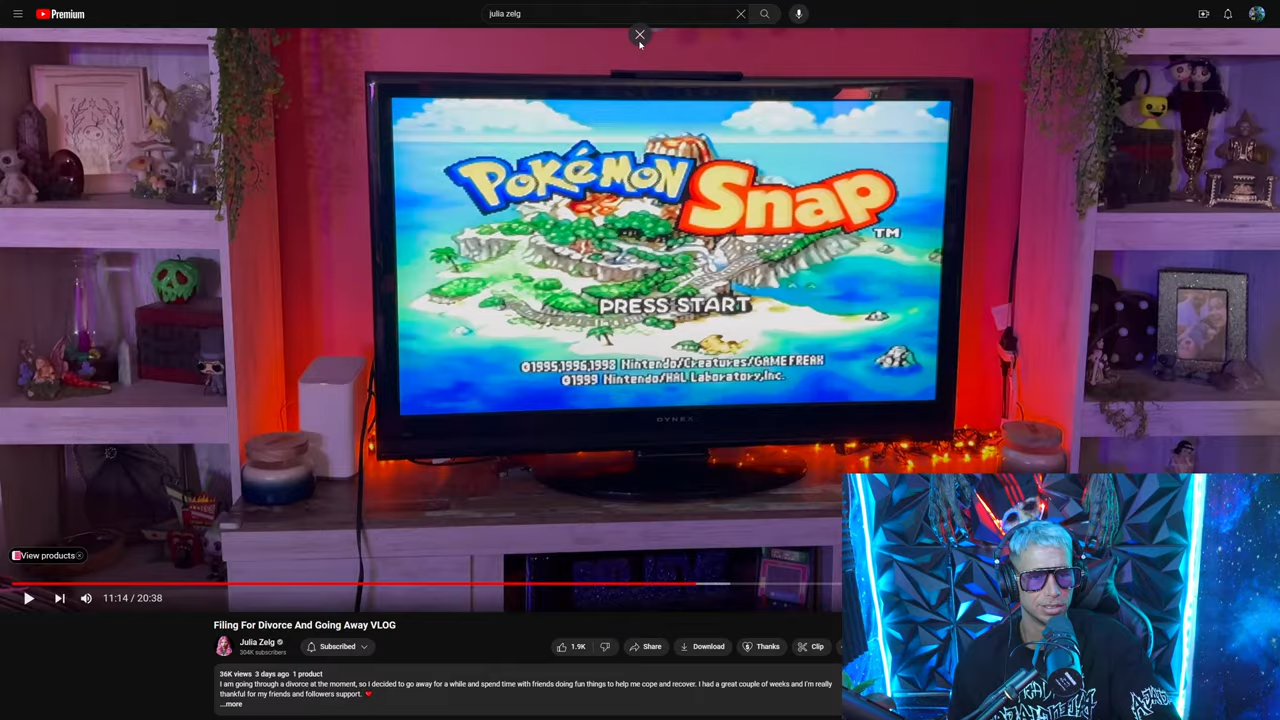 Premium
julia zelg
POKéMON
Snap
TM
PRESS START
©1995,1996,1998 Nintendo/Creatures/GAME FREAK
©1999 Nintendo/HAL Laboratory,Inc.
DYNEX
View products
11:14 / 20:38
Filing For Divorce And Going Away VLOG
Julia Zelg
304K subscribers
Subscribed
1.9K
Share
Download
Thanks
Clip
36K views 3 days ago 1 product
I am going through a divorce at the moment, so I decided to go away for a while and spend time with friends doing fun things to help me cope and recover. I had a great couple of weeks and I'm really
thankful for my friends and followers support.
...more